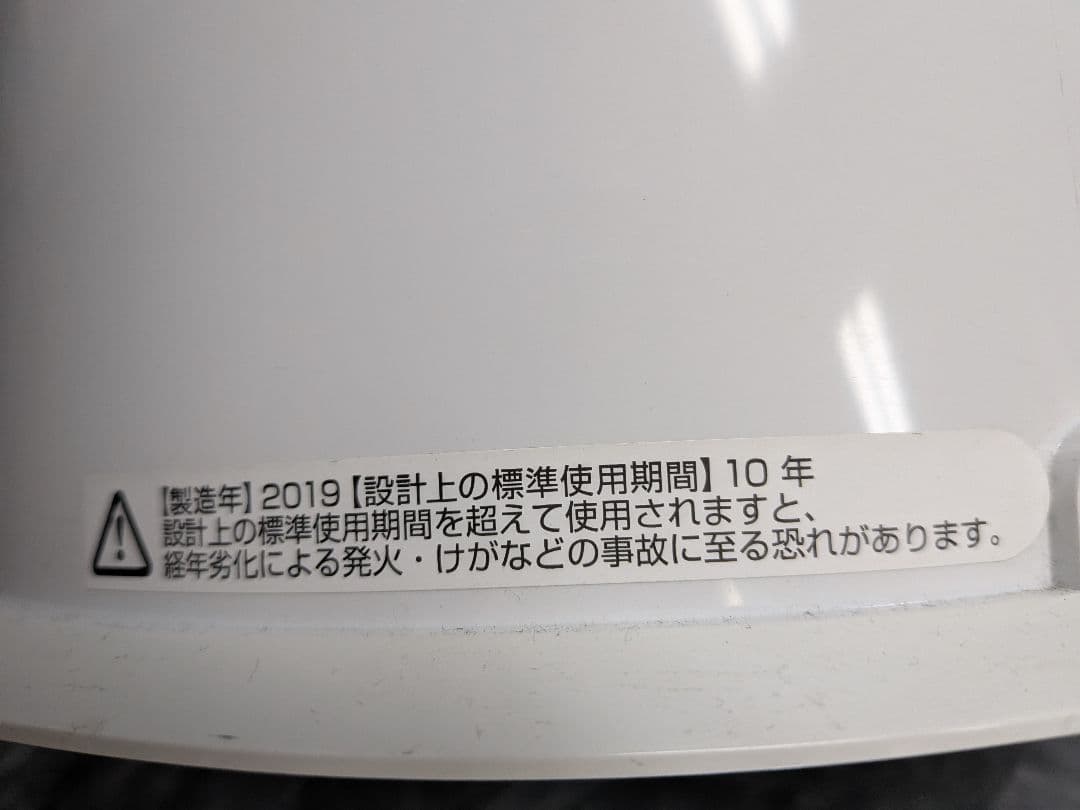 【製造年】2019【設計上の標準使用期間】10 年
設計上の標準使用期間を超えて使用されますと、
経年劣化による発火・けがなどの事故に至る恐れがあります。